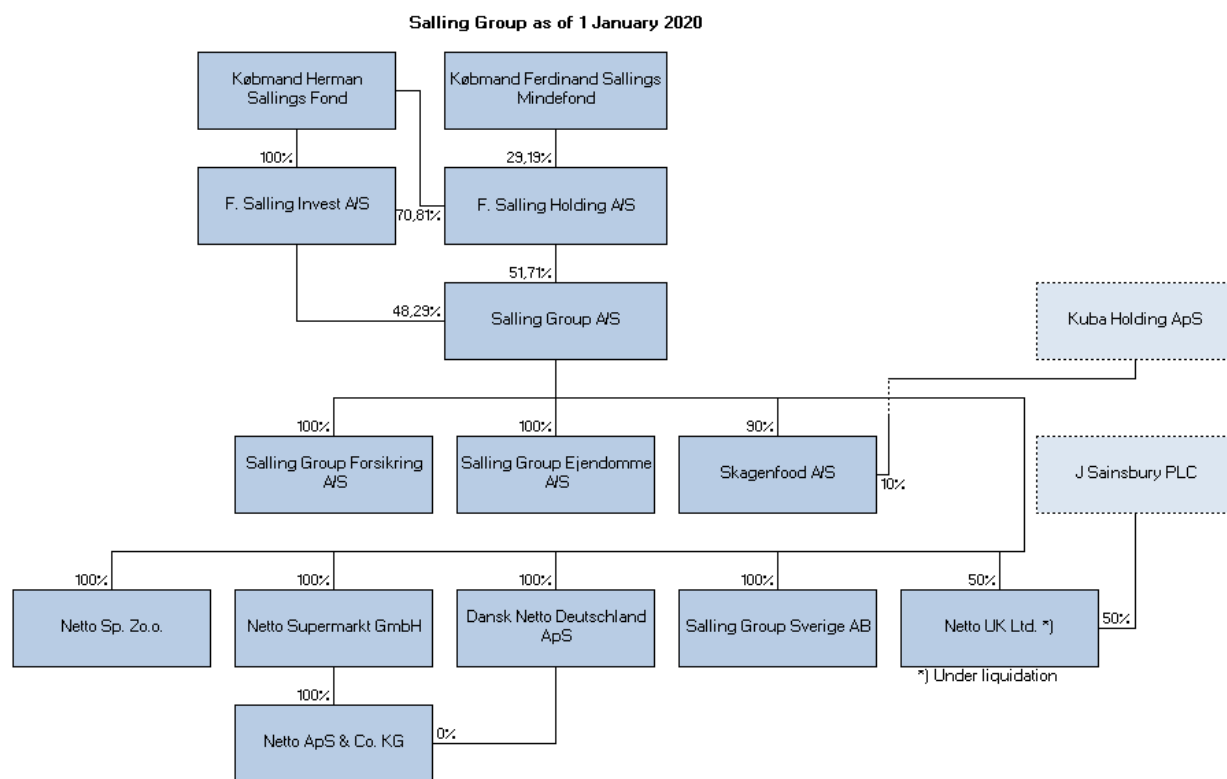 Salling Group as of 1 January 2020
Købmand Herman
Sallings Fond
Købmand Ferdinand Sallings
Mindefond
100%
29,19%
F. Salling Invest A/S
70,81%
F. Salling Holding A/S
51,71%
48,29%
Salling Group A/S
Kuba Holding ApS
100%
100%
90%
Salling Group Forsikring
A/S
Salling Group Ejendomme
A/S
Skagenfood A/S
10%
J Sainsbury PLC
100%
100%
100%
100%
50%
Netto Sp. Zo.o.
Netto Supermarkt GmbH
Dansk Netto Deutschland
ApS
Salling Group Sverige AB
Netto UK Ltd. *)
50%
*) Under liquidation
100%
Netto ApS & Co. KG
0%